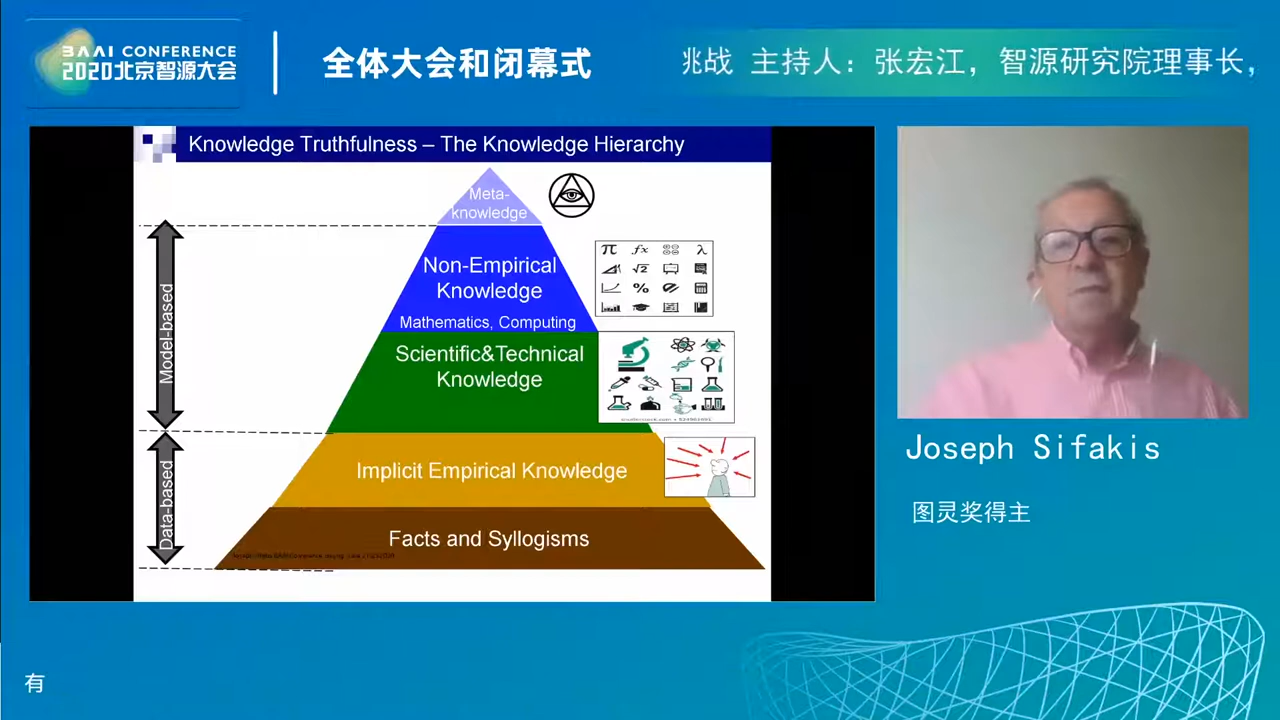 BAAI CONFERENCE
2020北京智源大会
全体大会和闭幕式
兆战 主持人：张宏江，智源研究院理事长，
Knowledge Truthfulness – The Knowledge Hierarchy
Meta-
knowledge
Non-Empirical
Knowledge
Mathematics, Computing
Scientific&Technical
Knowledge
Implicit Empirical Knowledge
Facts and Syllogisms
Model-based
Data-based
π
fx
λ
√2
%
Joseph Sifakis
图灵奖得主
有